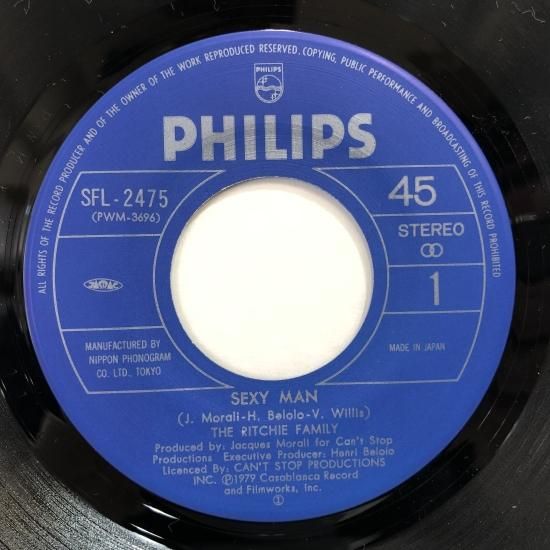 ALL RIGHTS OF THE RECORD PRODUCER AND OF THE OWNER OF THE WORK REPRODUCED RESERVED. COPYING, PUBLIC PERFORMANCE AND BROADCASTING OF THIS RECORD PROHIBITED
PHILIPS
PHILIPS
SFL-2475
(PWM-3696)
45
STEREO
1
JASRAC
MANUFACTURED BY
NIPPON PHONOGRAM
CO. LTD., TOKYO
MADE IN JAPAN
SEXY MAN
(J. Morali-H. Belolo-V. Willis)
THE RITCHIE FAMILY
Produced by: Jacques Morali for Can't Stop
Productions Executive Producer: Henri Belolo
Licenced By: CAN'T STOP PRODUCTIONS
INC. Ⓟ1979 Casablanca Record
and Filmworks, Inc.
①